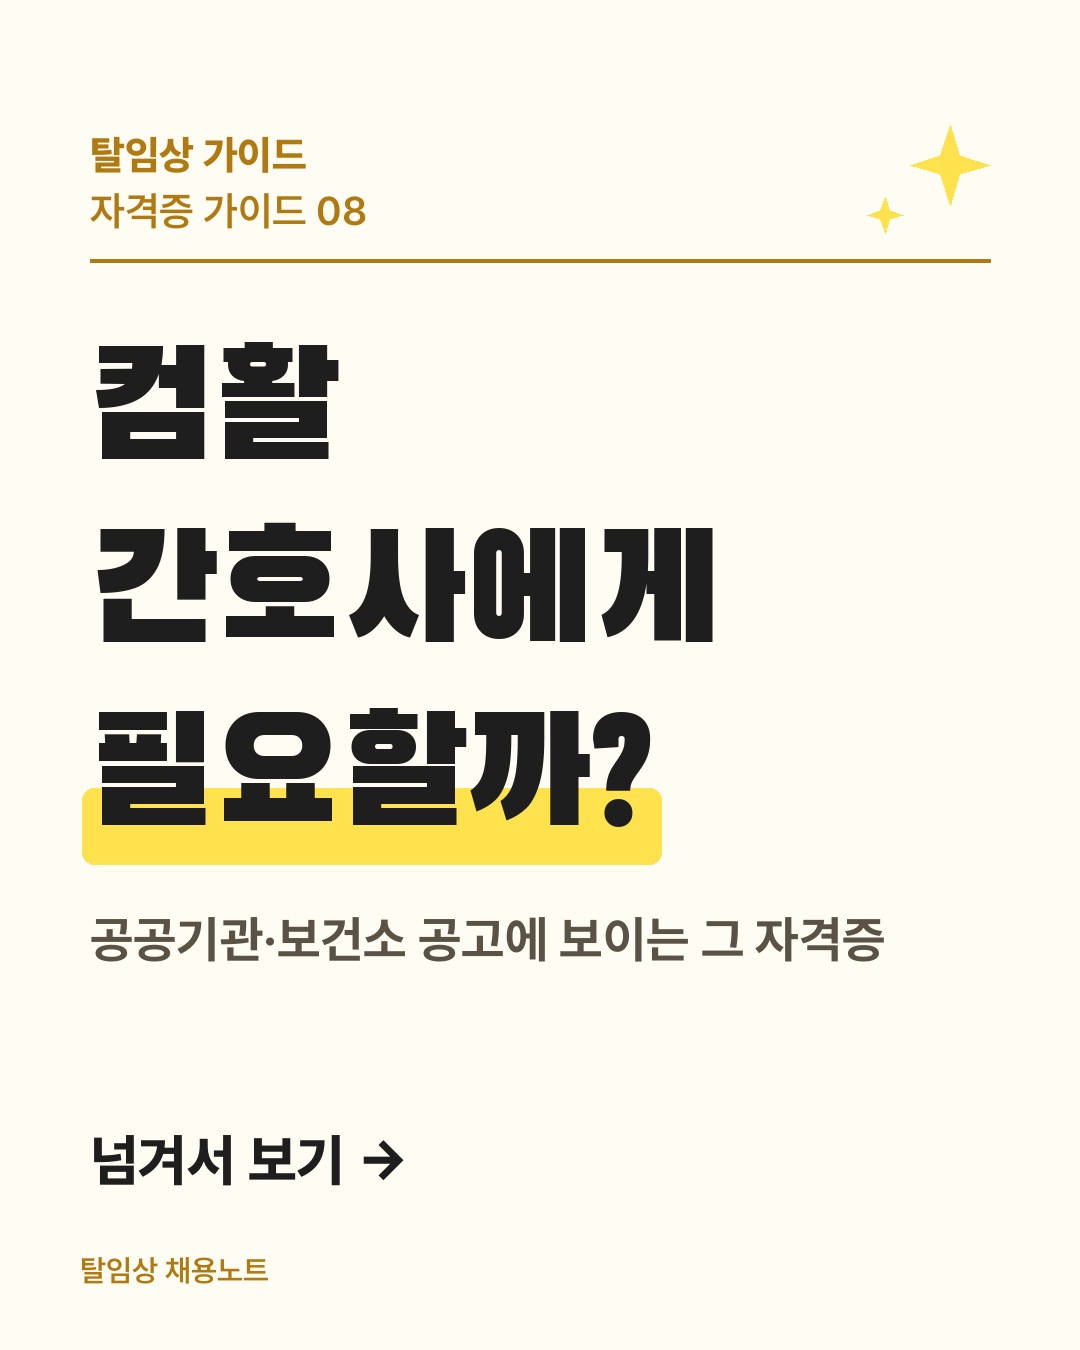 탈임상 가이드
자격증 가이드 08
컴활
간호사에게
필요할까?
공공기관·보건소 공고에 보이는 그 자격증
넘겨서 보기 →
탈임상 채용노트